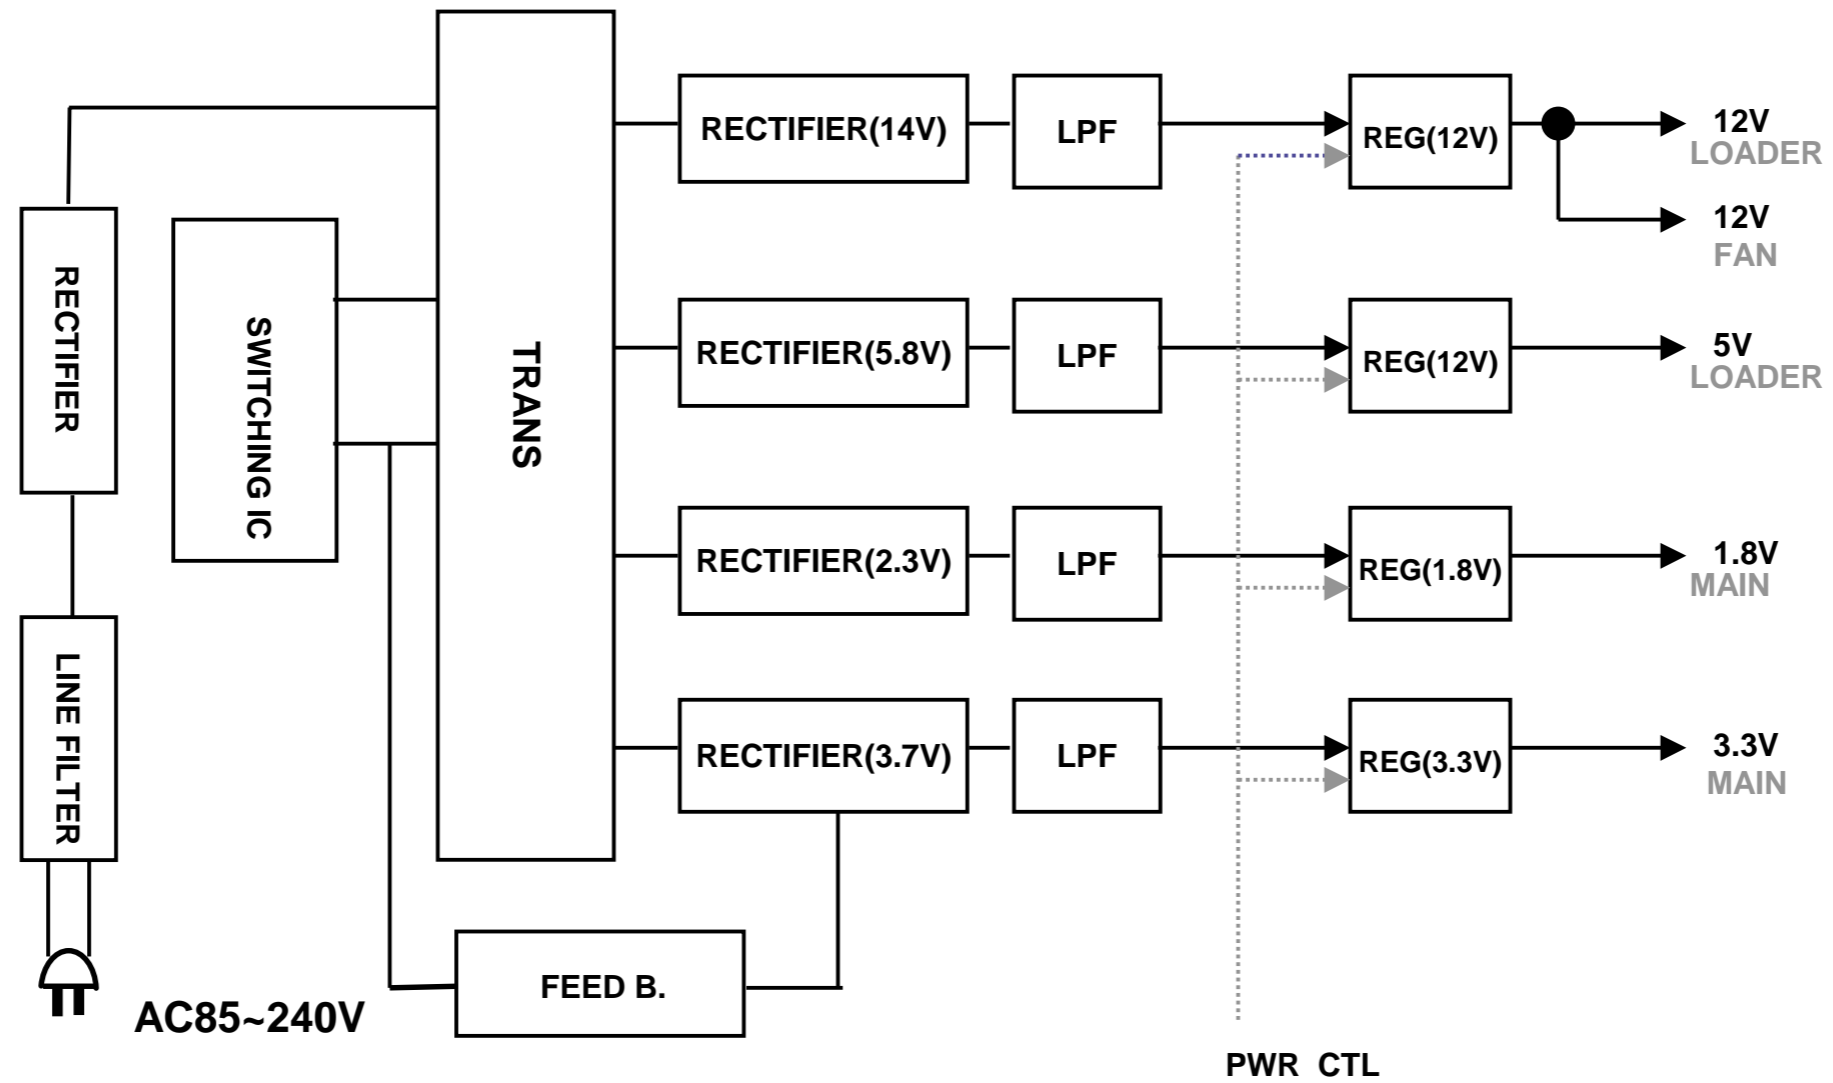 RECTIFIER(14V)
LPF
REG(12V)
12V
LOADER
12V
FAN
RECTIFIER
SWITCHING IC
TRANS
RECTIFIER(5.8V)
LPF
REG(12V)
5V
LOADER
RECTIFIER(2.3V)
LPF
REG(1.8V)
1.8V
MAIN
LINE FILTER
RECTIFIER(3.7V)
LPF
REG(3.3V)
3.3V
MAIN
FEED B.
AC85~240V
PWR CTL